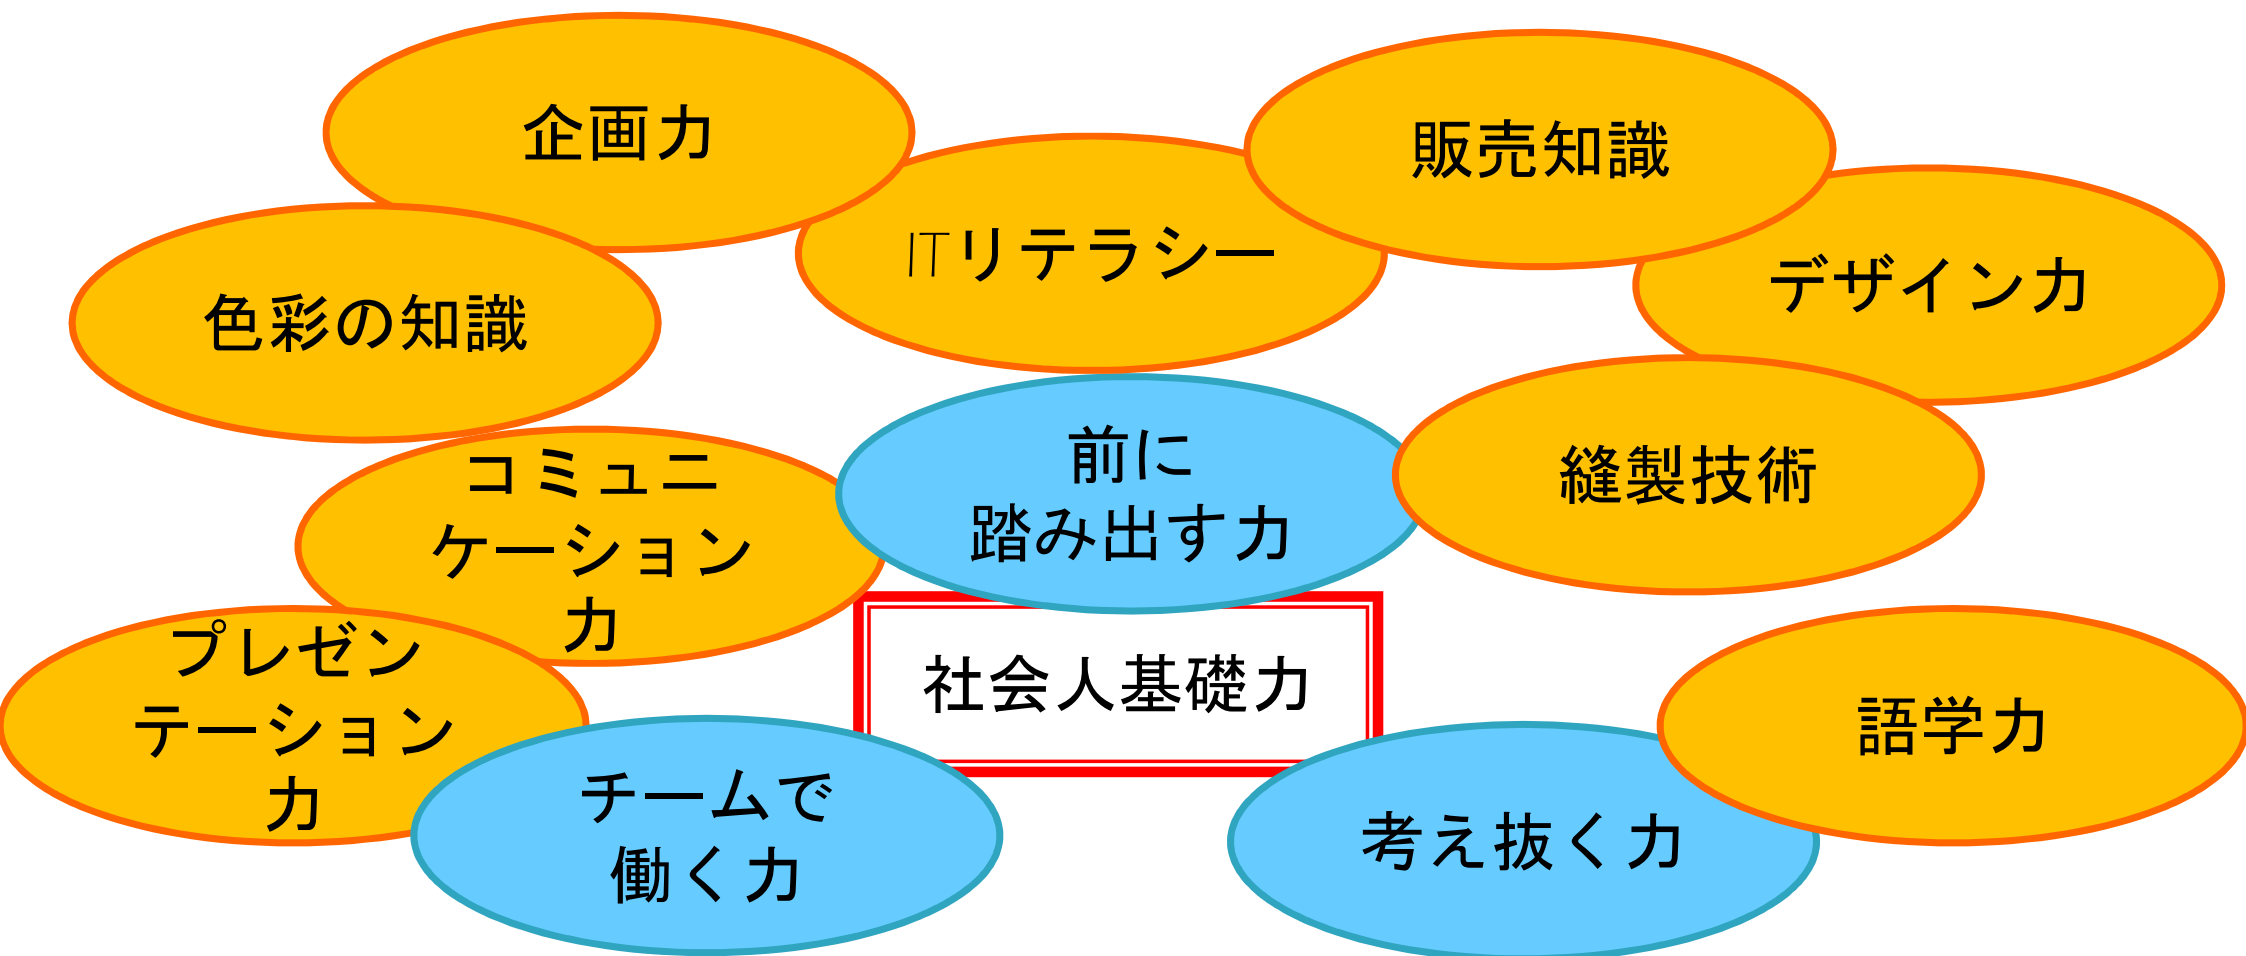 企画力
販売知識
ITリテラシー
デザイン力
色彩の知識
前に
踏み出す力
縫製技術
コミュニ
ケーション
力
社会人基礎力
プレゼン
テーション
力
語学力
チームで
働く力
考え抜く力